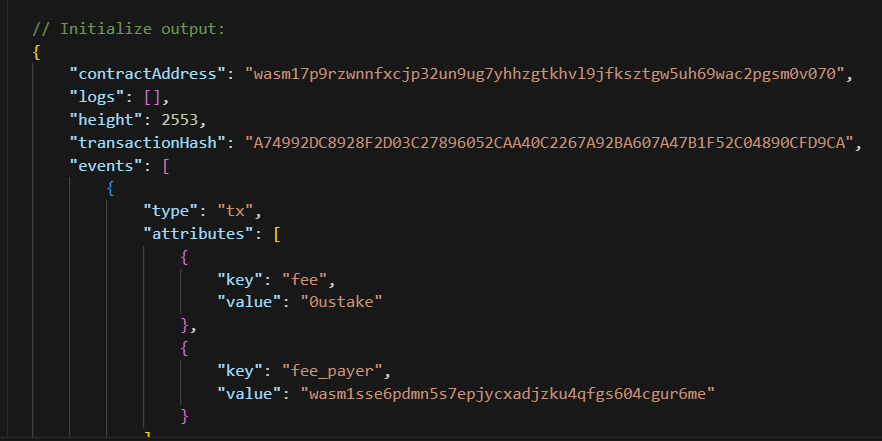 // Initialize output:
{
"contractAddress": "wasm17p9rzwnnfxcjp32un9ug7yhhzgtkhvl9jfksztgw5uh69wac2pgsm0v070",
"logs": [],
"height": 2553,
"transactionHash": "A74992DC8928F2D03C27896052CAA40C2267A92BA607A47B1F52C04890CFD9CA",
"events": [
{
"type": "tx",
"attributes": [
{
"key": "fee",
"value": "0ustake"
},
{
"key": "fee_payer",
"value": "wasm1sse6pdmn5s7epjycxadjzku4qfgs604cgur6me"
}
]